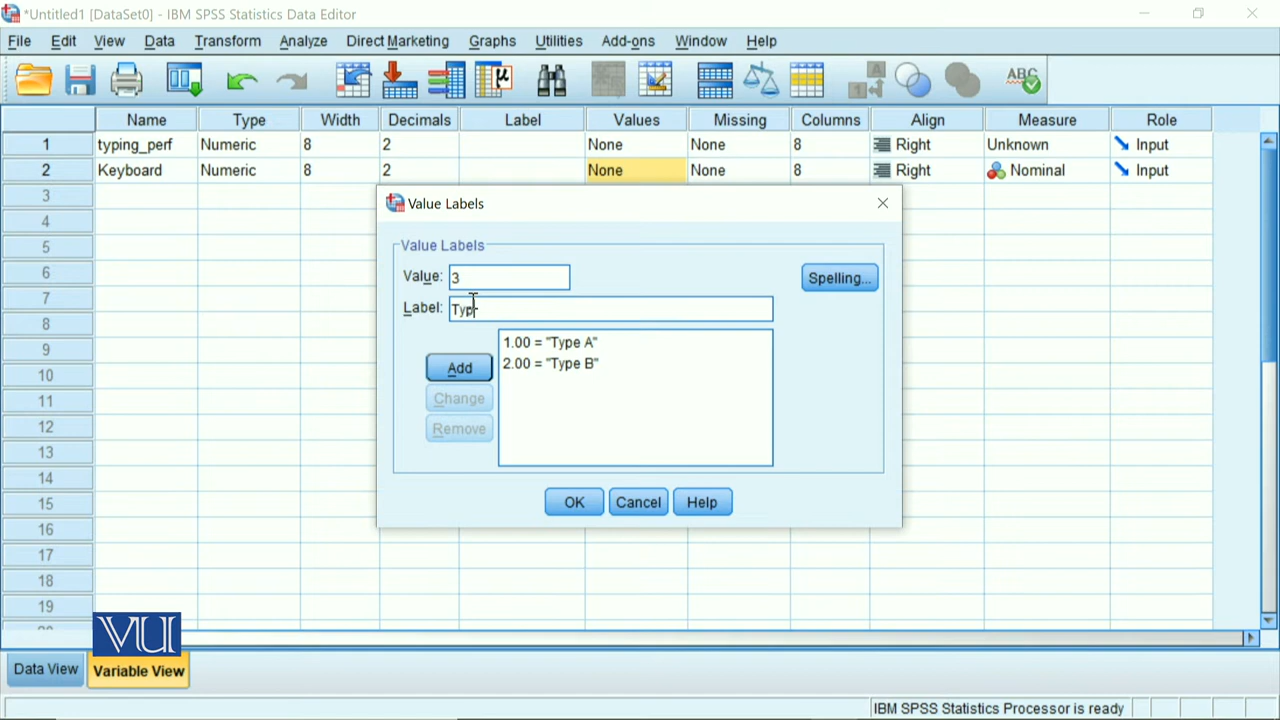 *Untitled1 [DataSet0] - IBM SPSS Statistics Data Editor
File Edit View Data Transform Analyze Direct Marketing Graphs Utilities Add-ons Window Help
Name Type Width Decimals Label Values Missing Columns Align Measure Role
1 typing_perf Numeric 8 2 None None 8 Right Unknown Input
2 Keyboard Numeric 8 2 None None 8 Right Nominal Input
3
4
5
6
7
8
9
10
11
12
13
14
15
16
17
18
19
Value Labels
Value Labels
Value: 3
Spelling...
Label: Typ
1.00 = "Type A"
2.00 = "Type B"
Add
Change
Remove
OK Cancel Help
VU
Data View Variable View
IBM SPSS Statistics Processor is ready